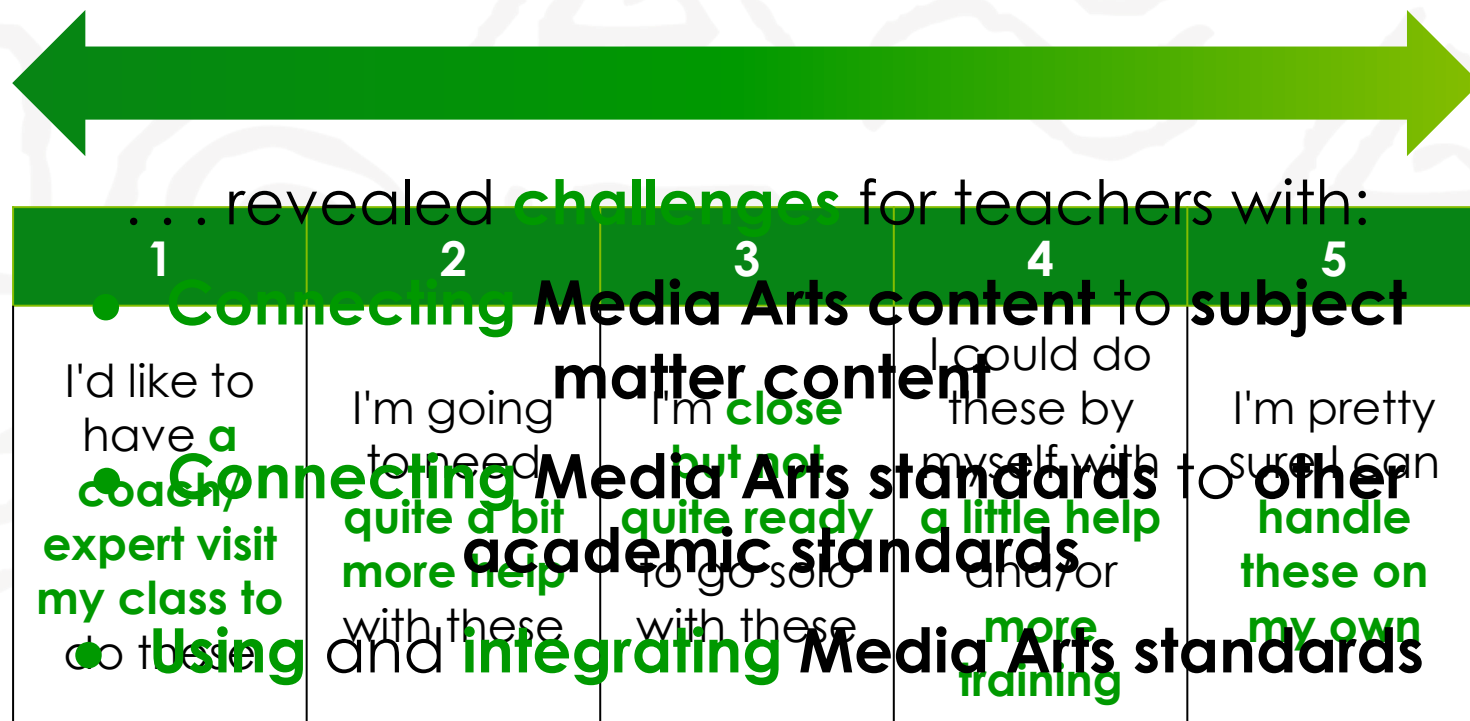 . . . revealed challenges for teachers with:
1 2 3 4 5
● Connecting Media Arts content to subject
matter content
● Connecting Media Arts standards to other
academic standards
● Using and integrating Media Arts standards
I'd like to
have a
coach/
expert visit
my class to
do these
I'm going
to need
quite a bit
more help
with these
I'm close
but not
quite ready
to go solo
with these
I could do
these by
myself with
a little help
and/or
more
training
I'm pretty
sure I can
handle
these on
my own